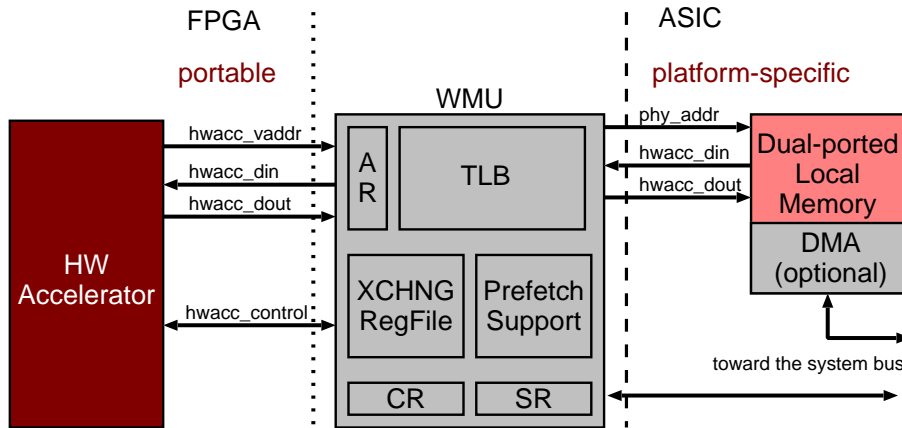 FPGA
ASIC
portable
platform-specific
WMU
phy_addr
hwacc_vaddr
hwacc_din
hwacc_dout
hwacc_control
HW
Accelerator
A
R
TLB
XCHNG
RegFile
Prefetch
Support
CR
SR
hwacc_din
hwacc_dout
Dual-ported
Local
Memory
DMA
(optional)
toward the system bus